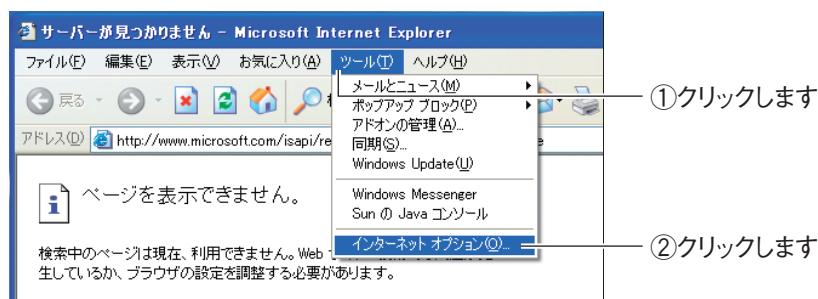 サーバーが見つかりません - Microsoft Internet Explorer
ファイル(F) 編集(E) 表示(V) お気に入り(A) ツール(T) ヘルプ(H)
戻る
アドレス(D) http://www.microsoft.com/isapi/re
メールとニュース(M)
ポップアップ ブロック(P)
アドオンの管理(A)...
同期(S)...
Windows Update(U)
Windows Messenger
Sun の Java コンソール
インターネット オプション(O)...
①クリックします
②クリックします
ページを表示できません。
検索中のページは現在、利用できません。Web
生しているか、ブラウザの設定を調整する必要があります。